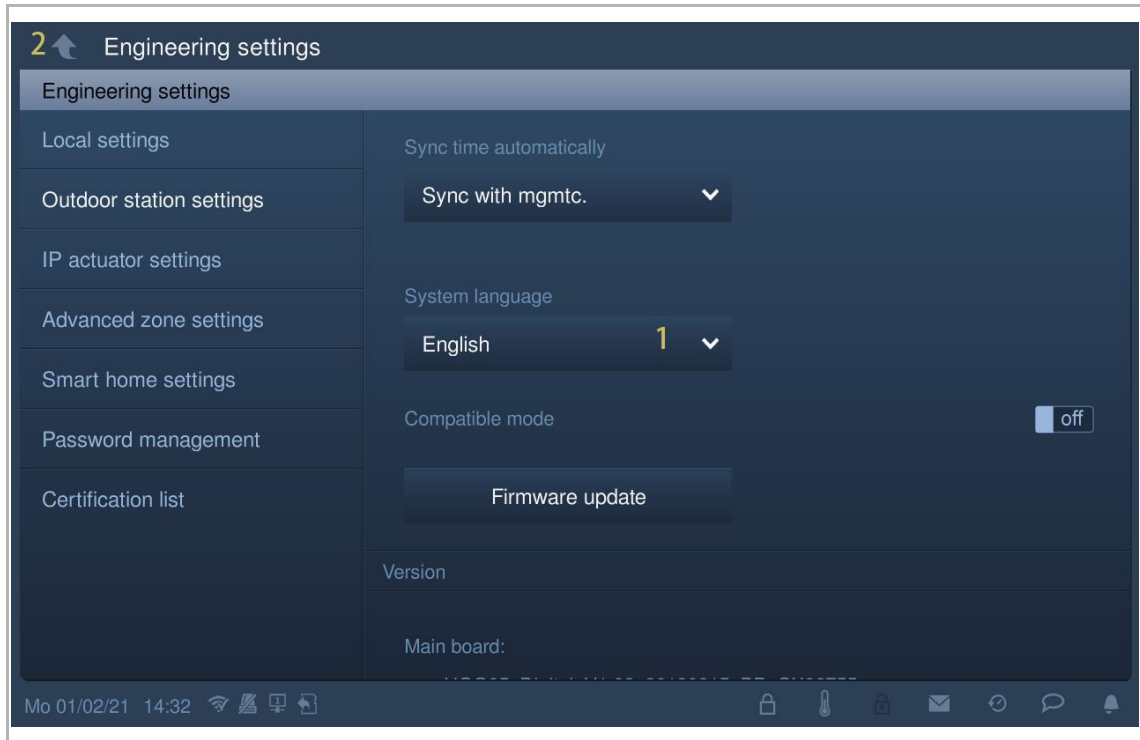 2 Engineering settings
Engineering settings
Local settings
Outdoor station settings
IP actuator settings
Advanced zone settings
Smart home settings
Password management
Certification list
Sync time automatically
Sync with mgmtc.
System language
English 1
Compatible mode off
Firmware update
Version
Main board:
Mo 01/02/21 14:32